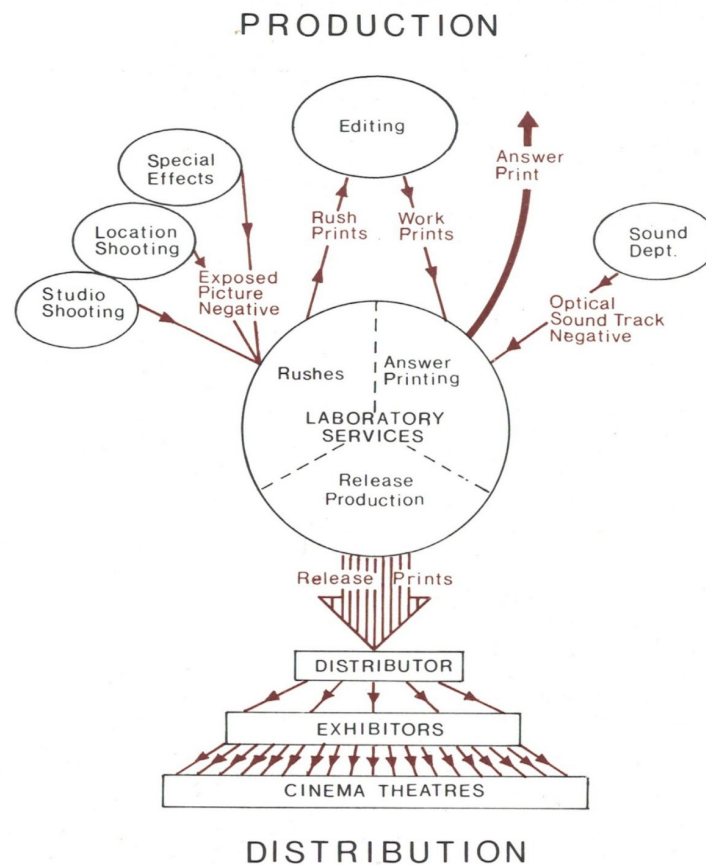 PRODUCTION
Editing
Special
Effects
Answer
Print
Rush
Prints
Work
Prints
Location
Shooting
Sound
Dept.
Exposed
Picture
Negative
Studio
Shooting
Optical
Sound Track
Negative
Rushes
Answer
Printing
LABORATORY
SERVICES
Release
Production
Release Prints
DISTRIBUTOR
EXHIBITORS
CINEMA THEATRES
DISTRIBUTION